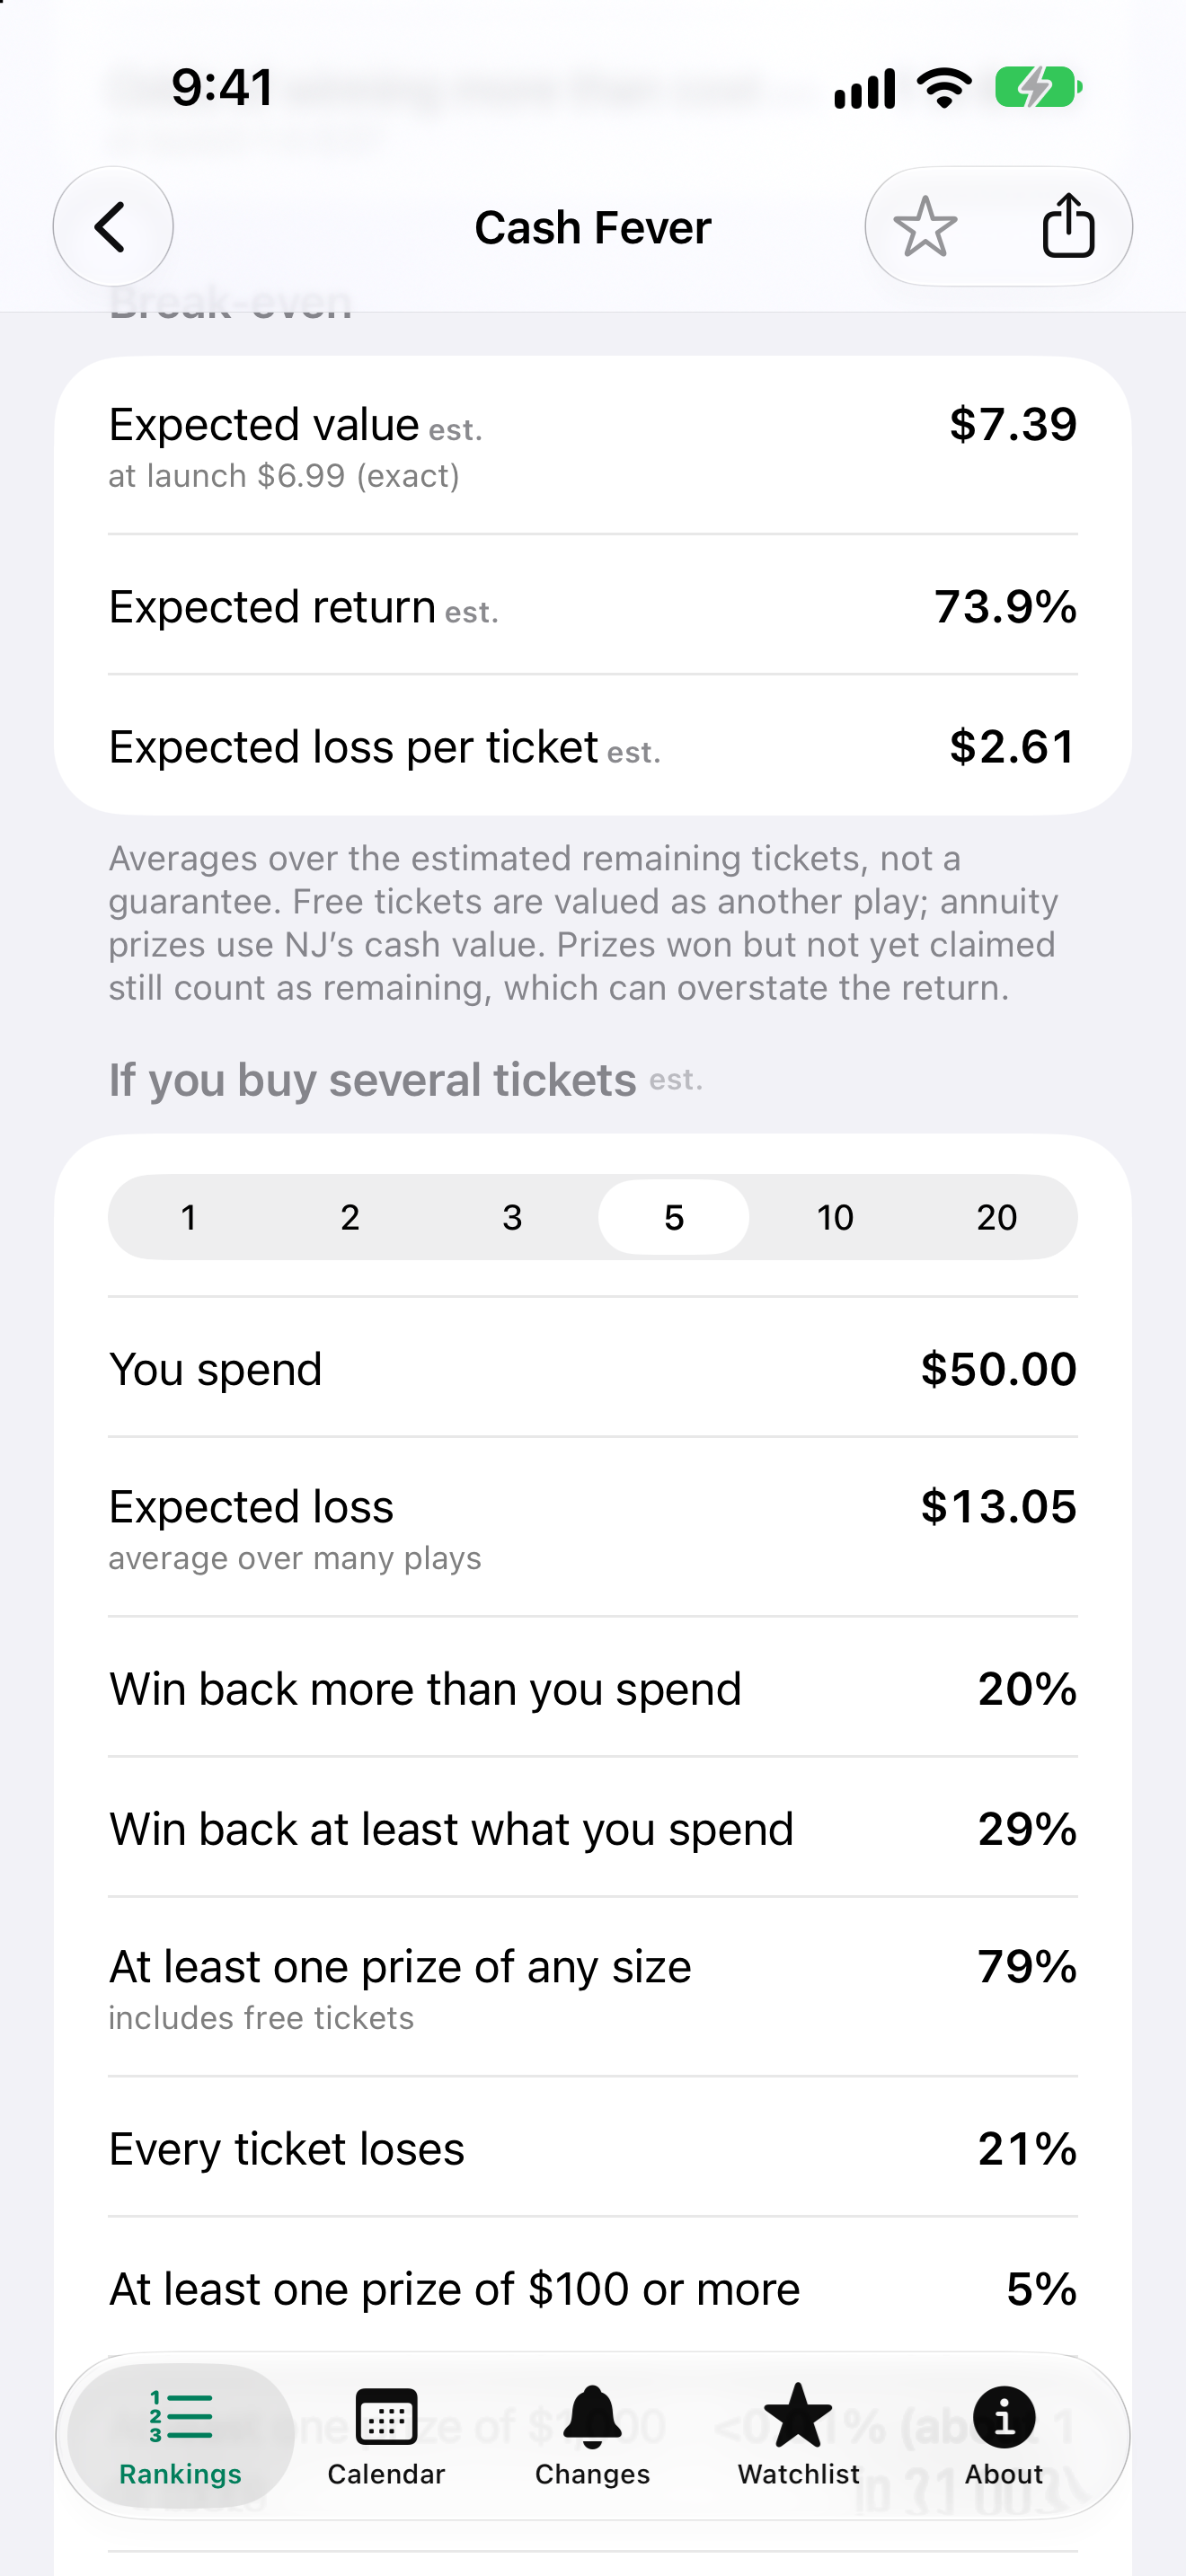 9:41
Cash Fever
Break-even
Expected value est. $7.39
at launch $6.99 (exact)
Expected return est. 73.9%
Expected loss per ticket est. $2.61
Averages over the estimated remaining tickets, not a
guarantee. Free tickets are valued as another play; annuity
prizes use NJ’s cash value. Prizes won but not yet claimed
still count as remaining, which can overstate the return.
If you buy several tickets est.
1 2 3 5 10 20
You spend $50.00
Expected loss $13.05
average over many plays
Win back more than you spend 20%
Win back at least what you spend 29%
At least one prize of any size 79%
includes free tickets
Every ticket loses 21%
At least one prize of $100 or more 5%
Rankings Calendar Changes Watchlist About